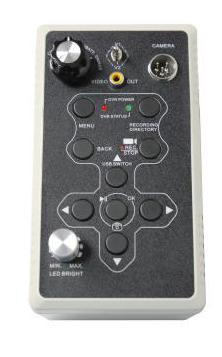 CAMERA
VIDEO OUT
DVR POWER
DVR STATUS
MENU
RECORDING
DIRECTORY
BACK
REC
STOP
USB SWITCH
OK
MIN. MAX.
LED BRIGHT